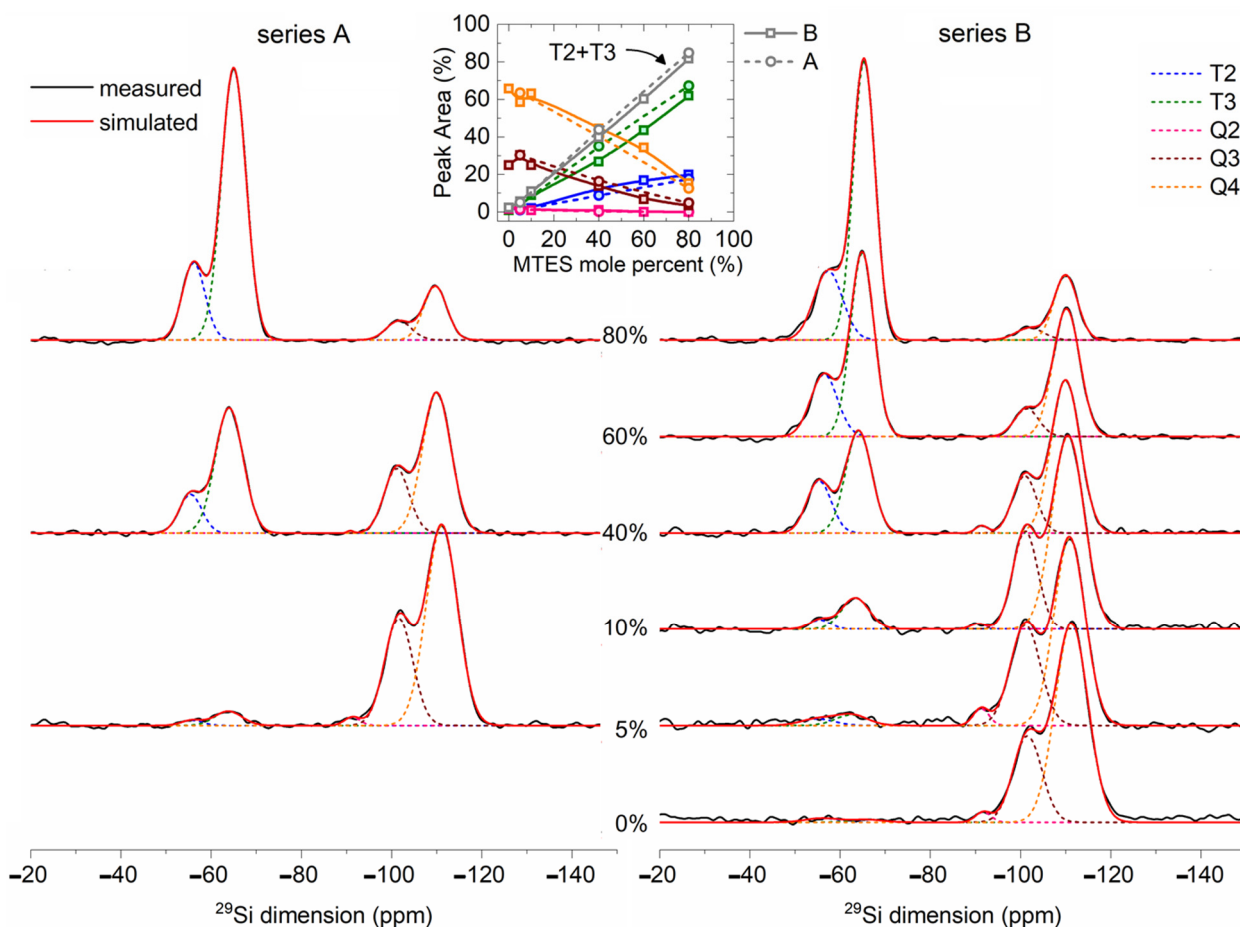 series A
measured
simulated
Peak Area (%)
100
80
60
40
20
0
0 20 40 60 80 100
MTES mole percent (%)
T2+T3
B
A
series B
T2
T3
Q2
Q3
Q4
80%
60%
40%
10%
5%
0%
−20 −40 −60 −80 −100 −120 −140
29Si dimension (ppm)
−20 −40 −60 −80 −100 −120 −140
29Si dimension (ppm)